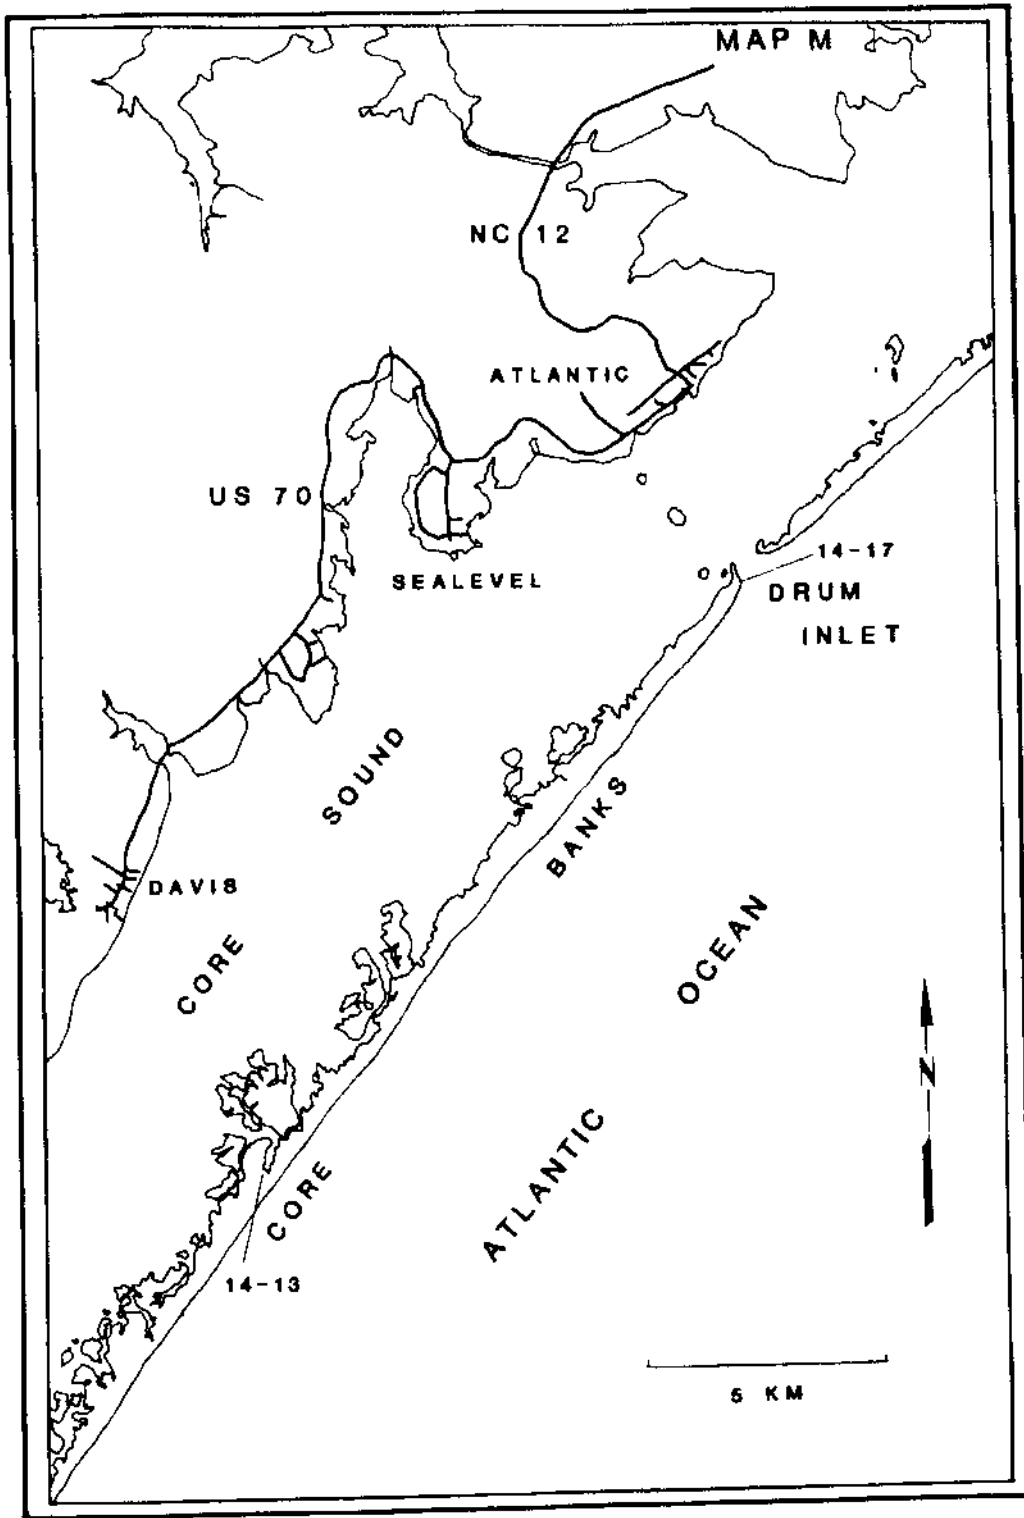 MAP M
NC 12
ATLANTIC
US 70
14-17
SEALEVEL
DRUM
INLET
SOUND
BANKS
DAVIS
OCEAN
CORE
N
ATLANTIC
CORE
14-13
5 KM